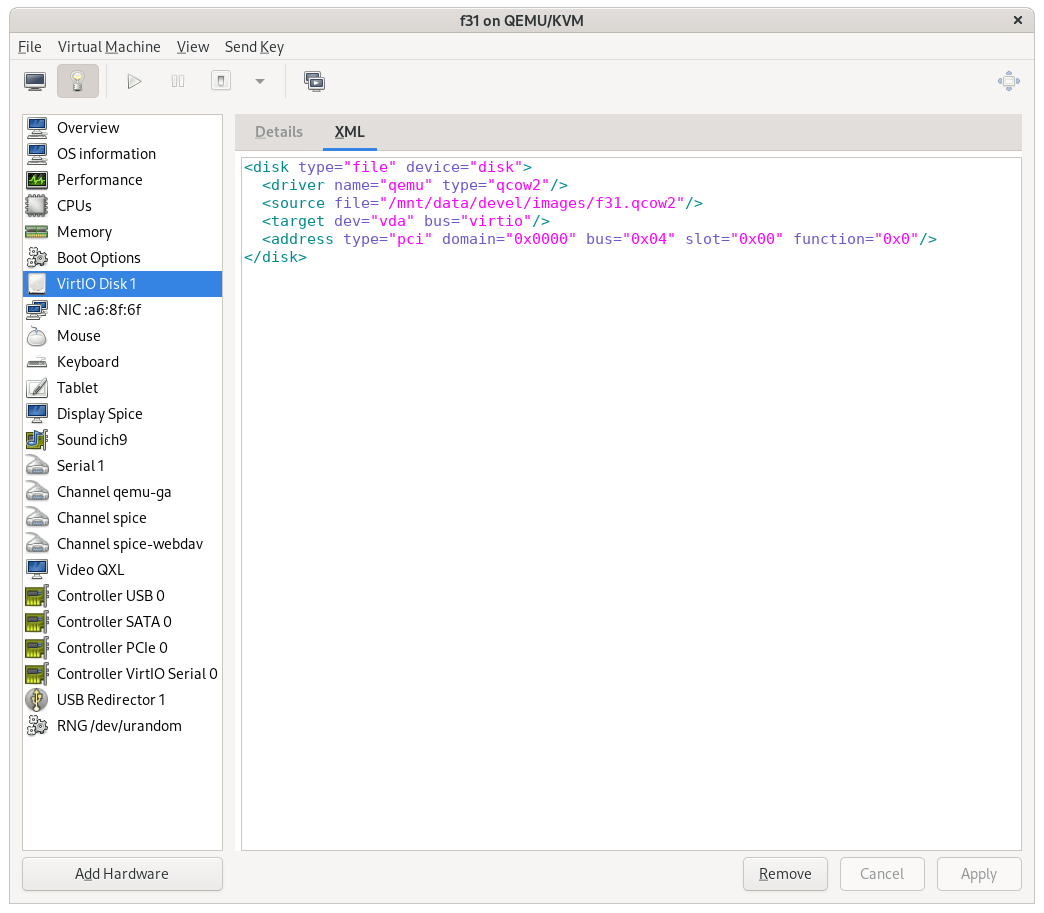 f31 on QEMU/KVM
File Virtual Machine View Send Key
Overview
OS information
Performance
CPUs
Memory
Boot Options
VirtIO Disk 1
NIC :a6:8f:6f
Mouse
Keyboard
Tablet
Display Spice
Sound ich9
Serial 1
Channel qemu-ga
Channel spice
Channel spice-webdav
Video QXL
Controller USB 0
Controller SATA 0
Controller PCIe 0
Controller VirtIO Serial 0
USB Redirector 1
RNG /dev/urandom
Add Hardware
Details XML
<disk type="file" device="disk">
  <driver name="qemu" type="qcow2"/>
  <source file="/mnt/data/devel/images/f31.qcow2"/>
  <target dev="vda" bus="virtio"/>
  <address type="pci" domain="0x0000" bus="0x04" slot="0x00" function="0x0"/>
</disk>
Remove Cancel Apply